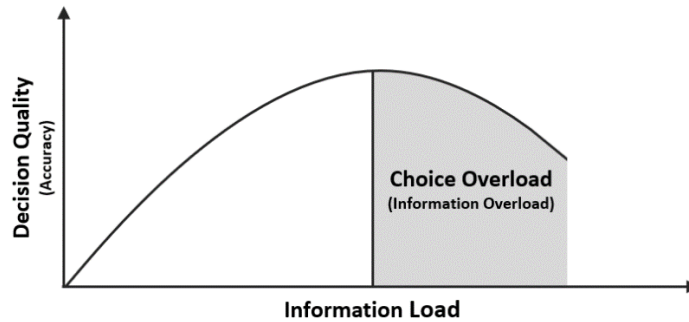 Decision Quality
(Accuracy)
Choice Overload
(Information Overload)
Information Load